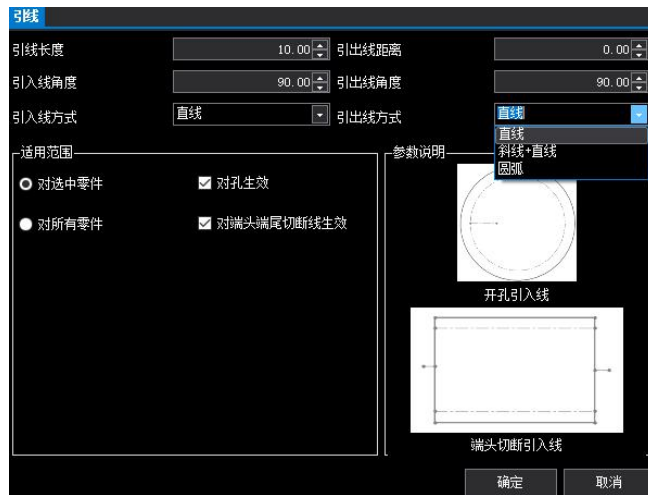 引线
引线长度 10.00 引出线距离 0.00
引入线角度 90.00 引出线角度 90.00
引入线方式 直线 引出线方式 直线
直线
斜线+直线
圆弧
适用范围 参数说明
对选中零件 对孔生效
对所有零件 对端头端尾切断线生效
开孔引入线
端头切断引入线
确定 取消